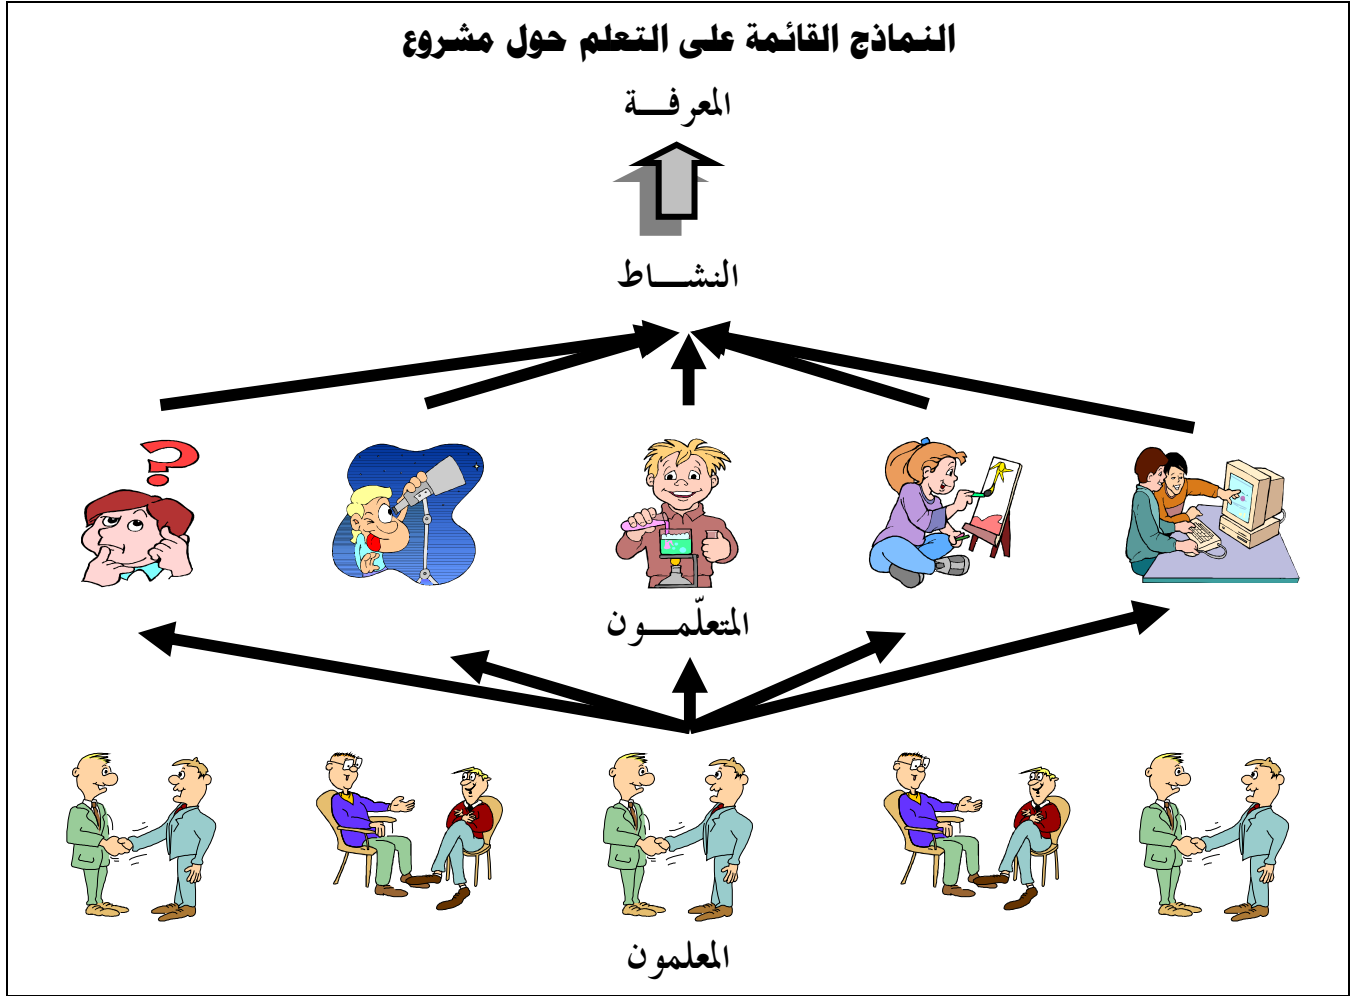 النماذج القائمة على التعلم حول مشروع
المعرفـــة
النشـــاط
المتعلّمـــون
المعلمون